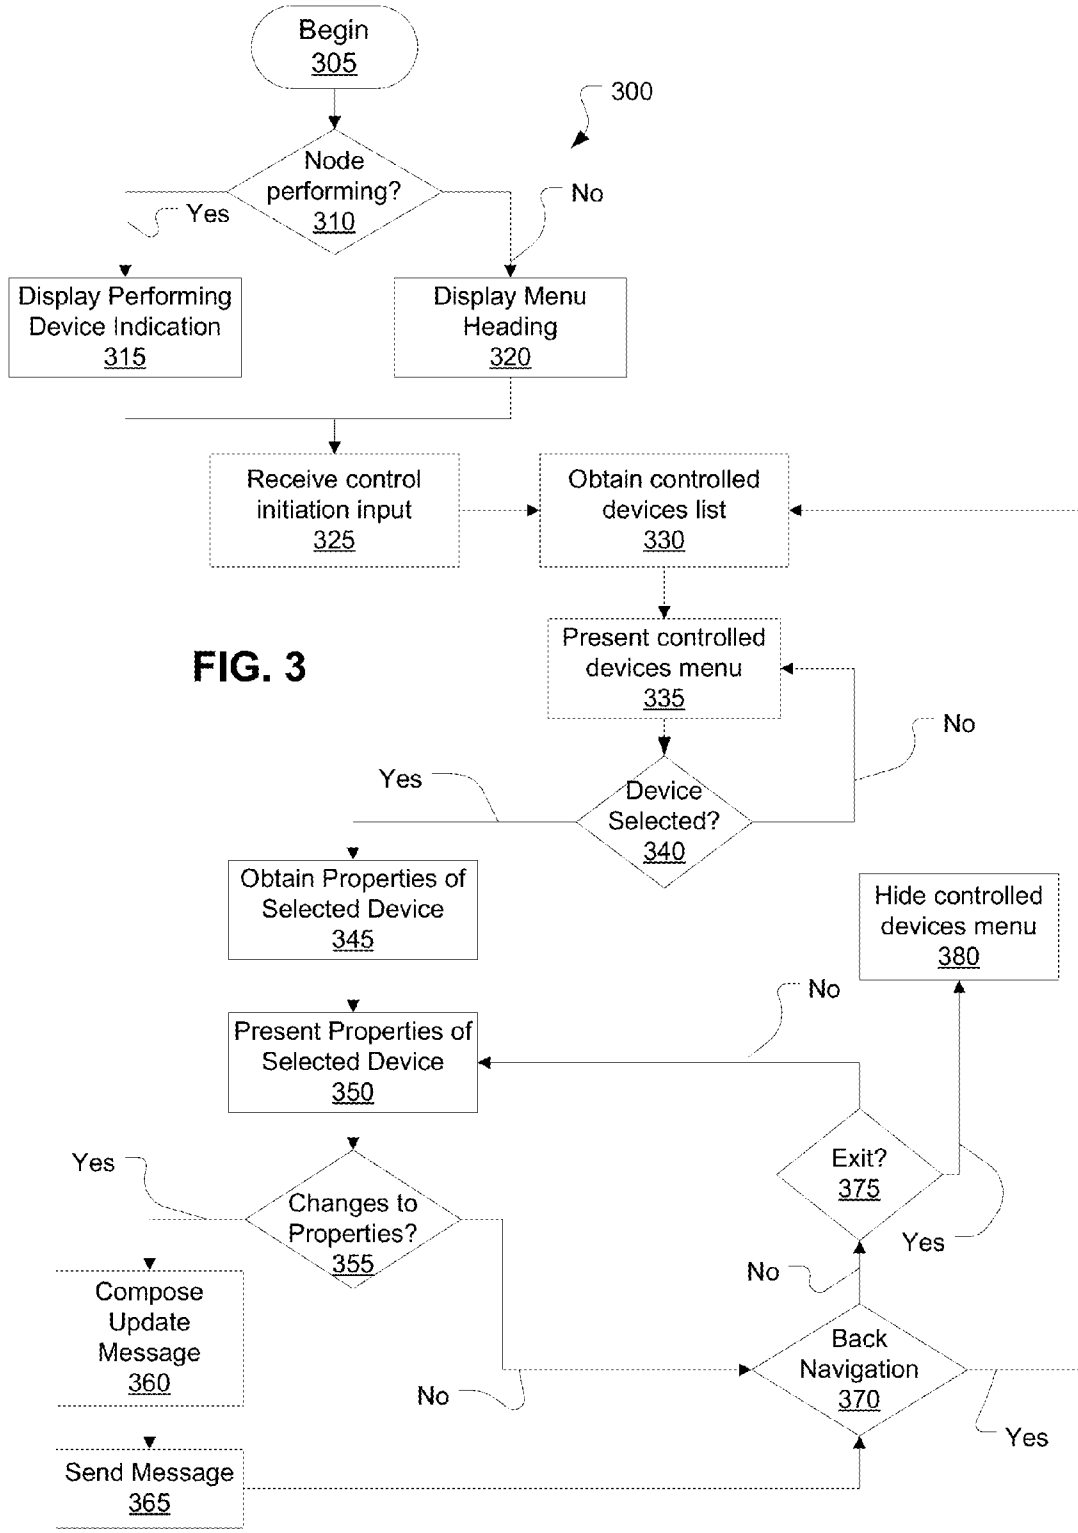 Begin
305
300
Node
performing?
310
No
Yes
Display Performing
Device Indication
315
Display Menu
Heading
320
Receive control
initiation input
325
Obtain controlled
devices list
330
FIG. 3
Present controlled
devices menu
335
No
Yes
Device
Selected?
340
Obtain Properties of
Selected Device
345
Hide controlled
devices menu
380
No
Present Properties of
Selected Device
350
Yes
Exit?
375
Changes to
Properties?
355
Yes
No
Compose
Update
Message
360
Back
Navigation
370
No
Yes
Send Message
365